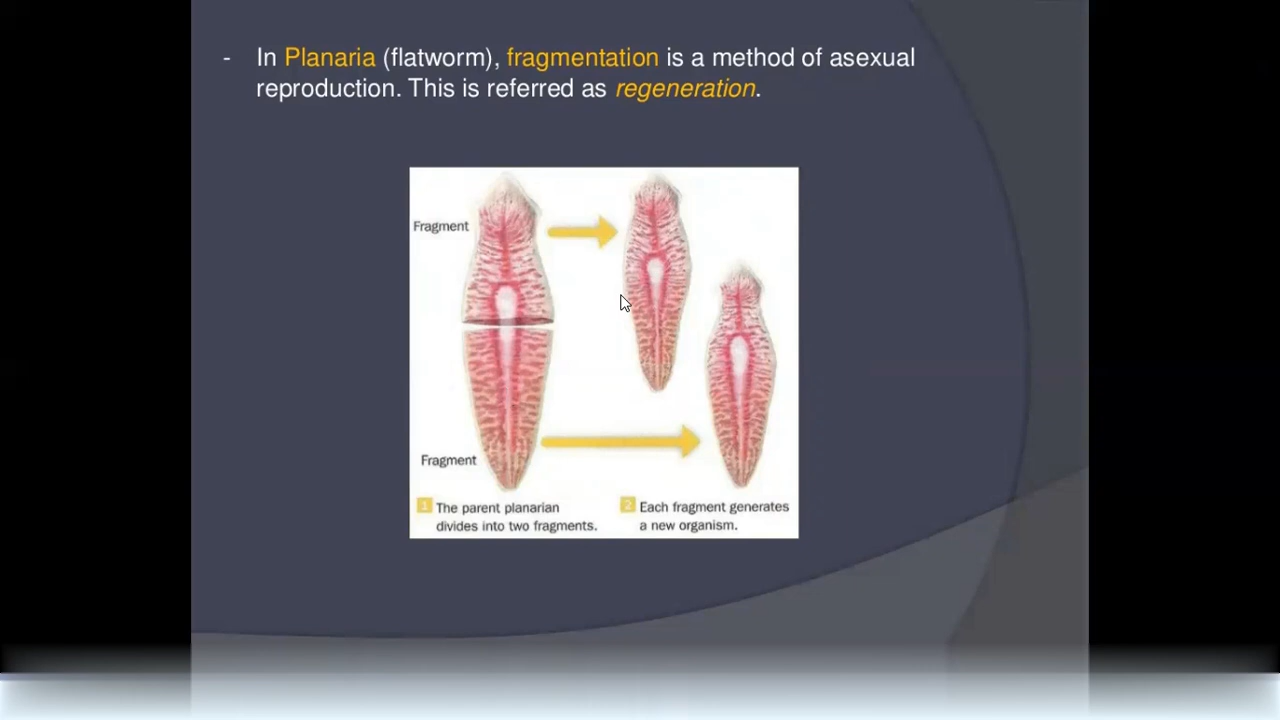 - In Planaria (flatworm), fragmentation is a method of asexual
reproduction. This is referred as regeneration.
Fragment
Fragment
1 The parent planarian
divides into two fragments.
2 Each fragment generates
a new organism.